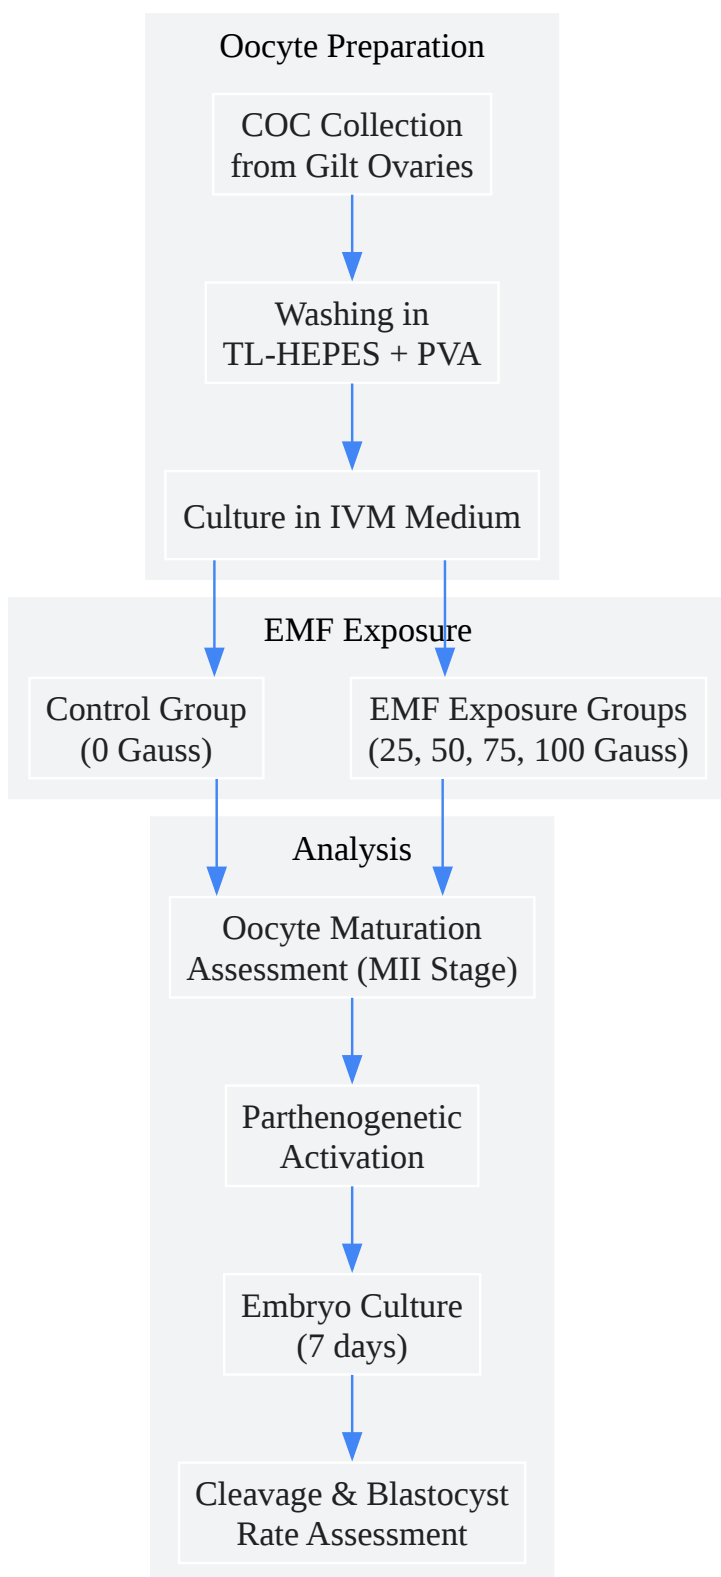 Oocyte Preparation
COC Collection
from Gilt Ovaries
Washing in
TL-HEPES + PVA
Culture in IVM Medium
EMF Exposure
Control Group
(0 Gauss)
EMF Exposure Groups
(25, 50, 75, 100 Gauss)
Analysis
Oocyte Maturation
Assessment (MII Stage)
Parthenogenetic
Activation
Embryo Culture
(7 days)
Cleavage & Blastocyst
Rate Assessment